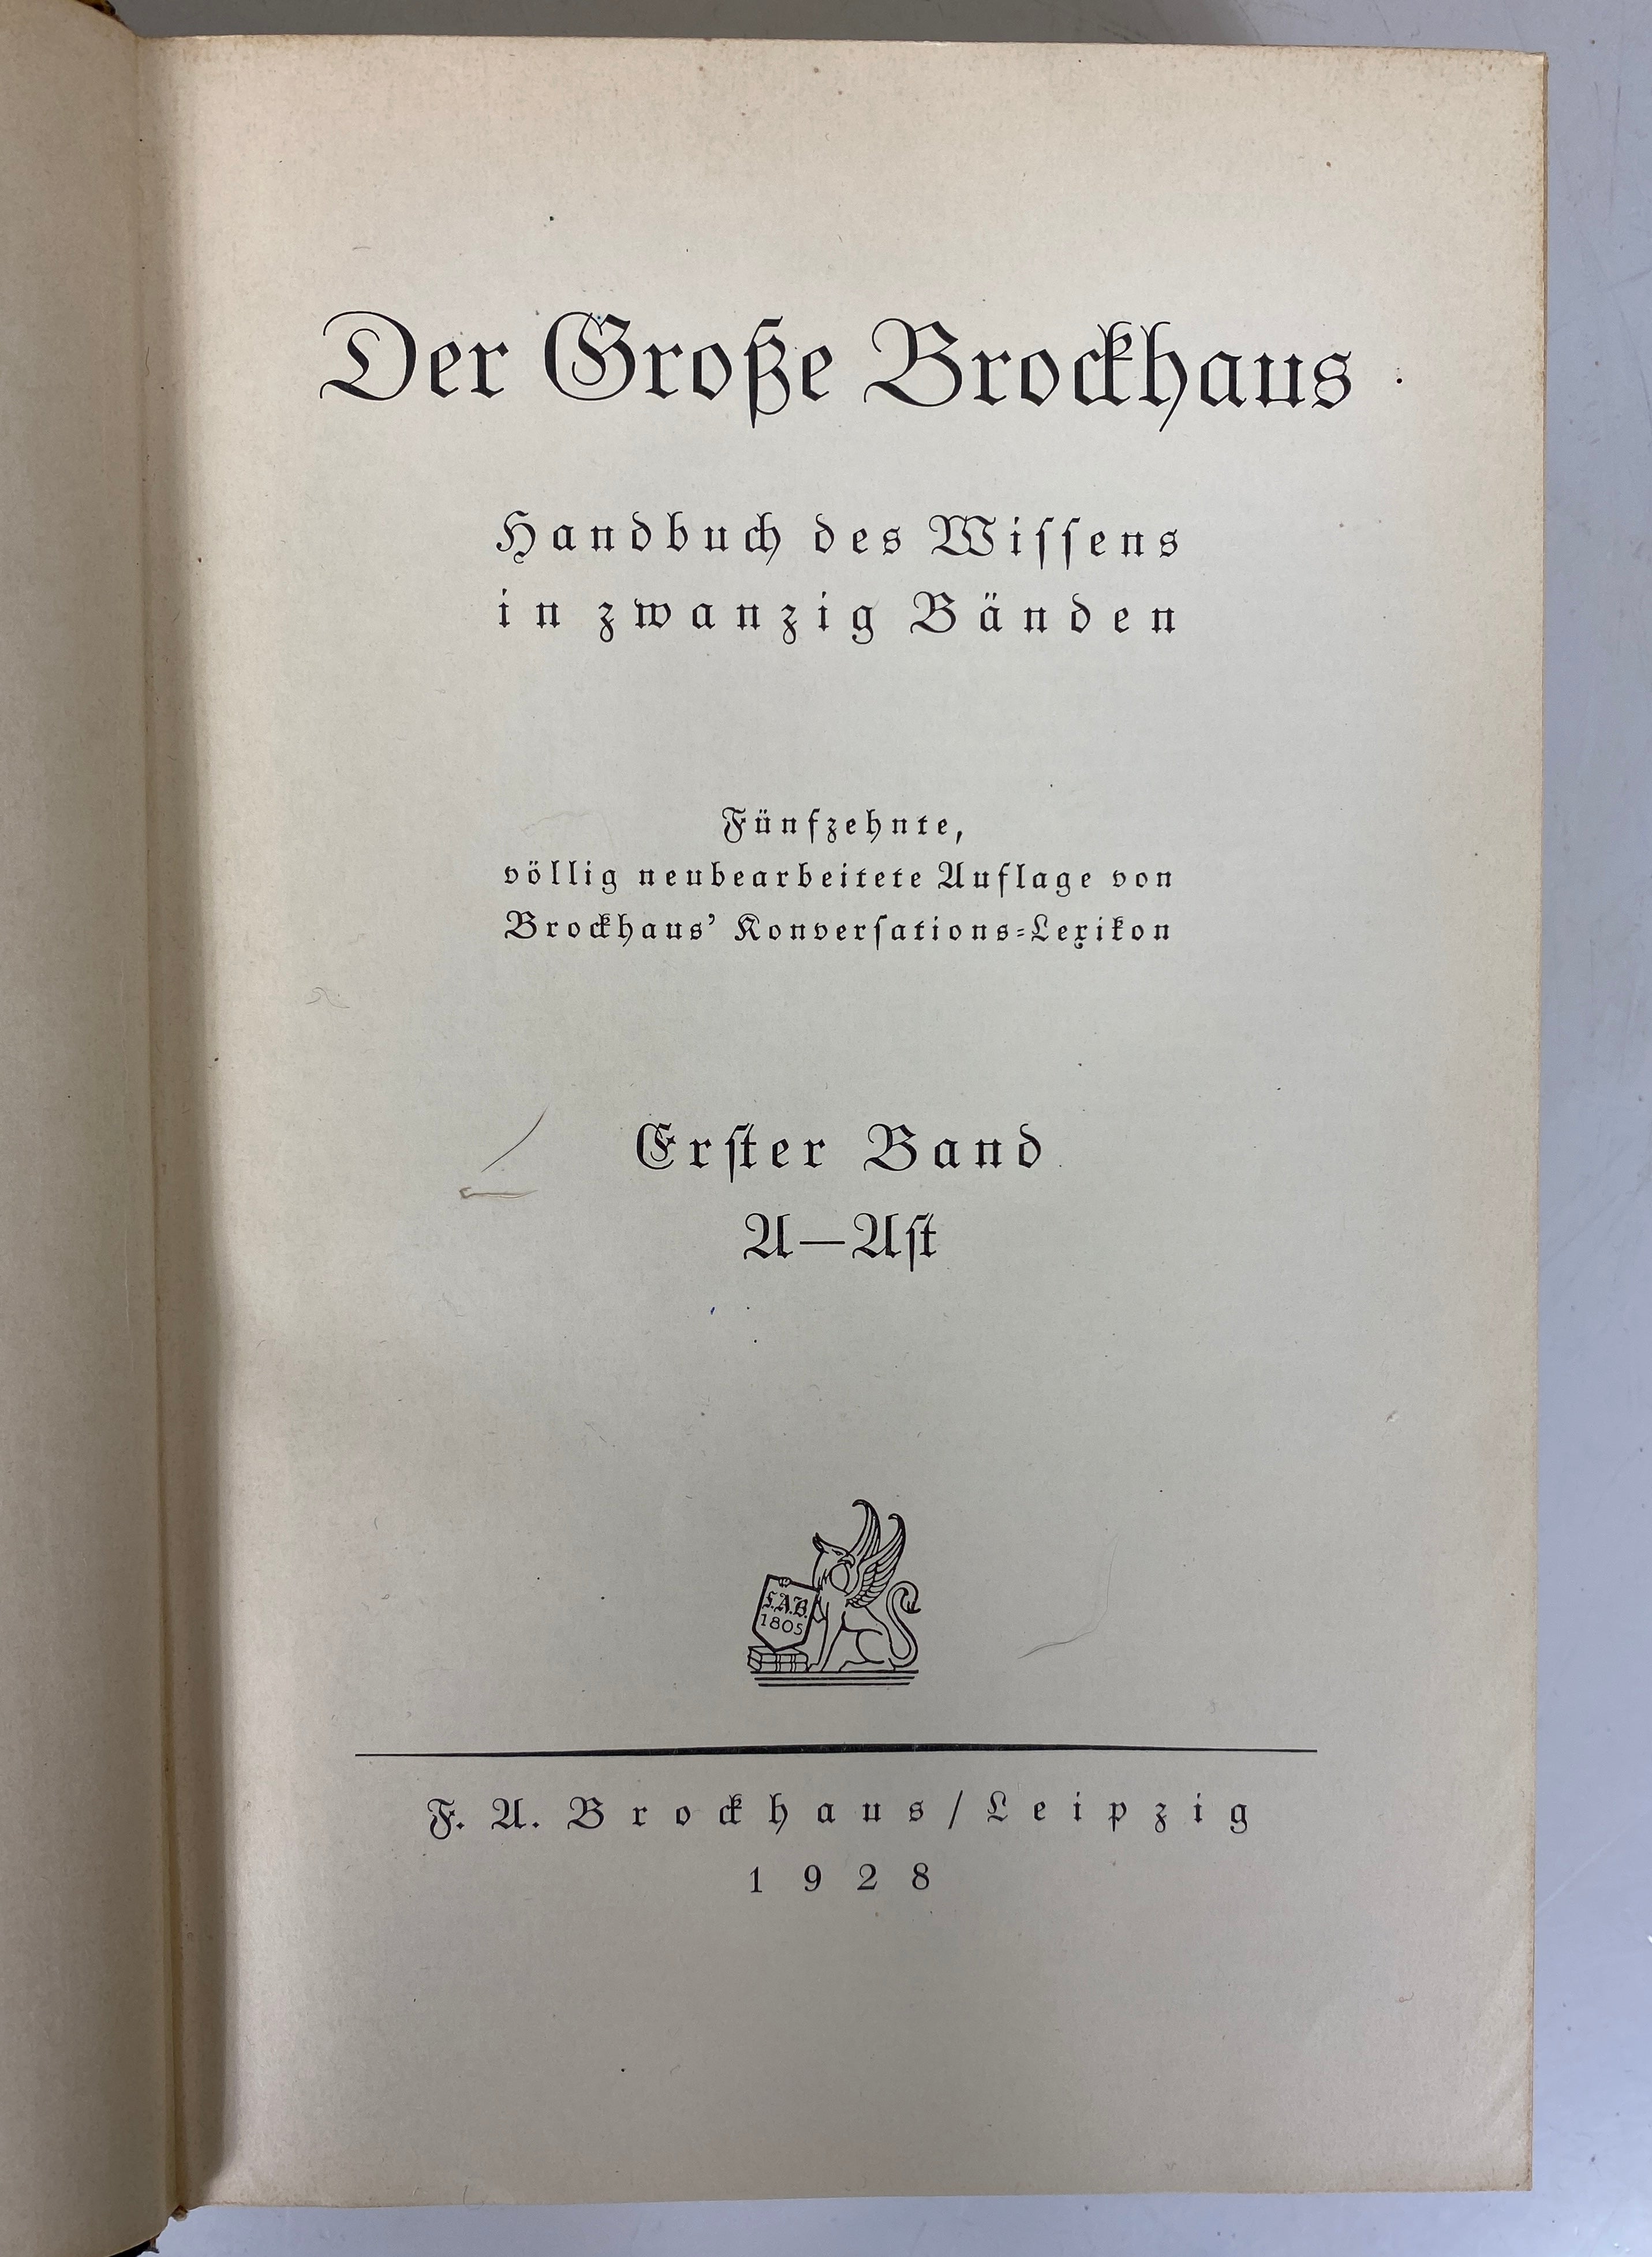 Der Große Brockhaus
Handbuch des Wiſſens
in zwanzig Bänden
Fünfzehnte,
völlig neubearbeitete Auflage von
Brockhaus’ Konverſations⸗Lexikon
Erſter Band
A—Aſt
F.A.B.
1805
F. A. Brockhaus / Leipzig
1928